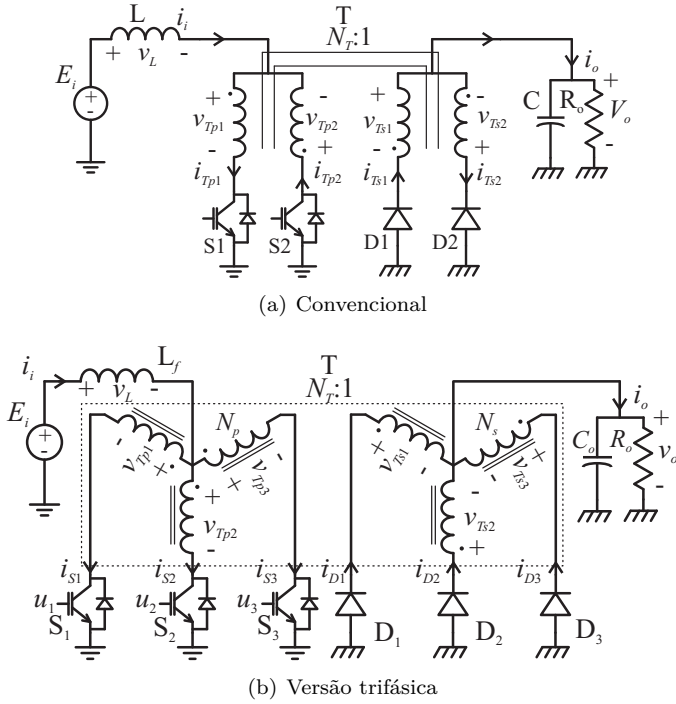 T
N_T:1
L
i_i
+ v_L -
E_i
+
-
+
v_Tp1
-
-
v_Tp2
+
+
v_Ts1
-
-
v_Ts2
+
i_o
C
R_o
+
V_o
-
i_Tp1
i_Tp2
i_Ts1
i_Ts2
S1
S2
D1
D2
(a) Convencional
i_i
L_f
+ v_L -
T
N_T:1
E_i
+
-
N_p
-
v_Tp1
+
+
v_Tp3
-
+
v_Tp2
-
N_s
+
v_Ts1
-
-
v_Ts3
+
-
v_Ts2
+
i_o
C_o
R_o
+
v_o
-
i_S1
i_S2
i_S3
i_D1
i_D2
i_D3
u_1
u_2
u_3
S_1
S_2
S_3
D_1
D_2
D_3
(b) Versão trifásica